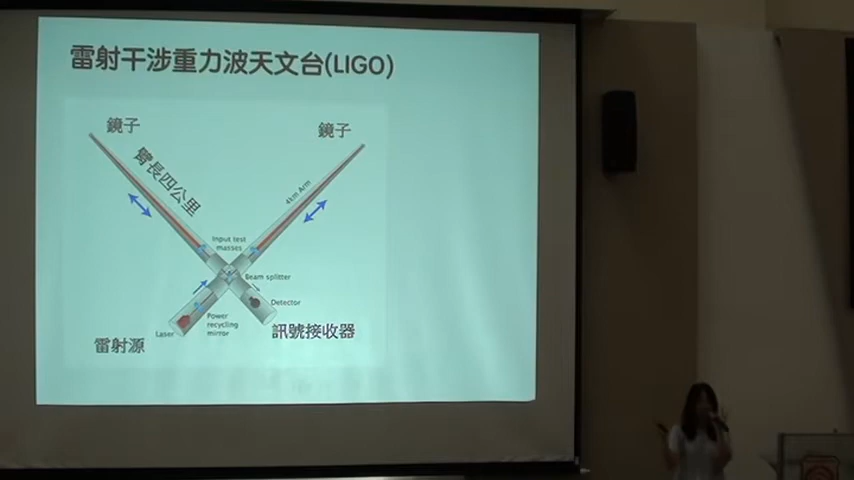 雷射干涉重力波天文台(LIGO)
鏡子
鏡子
臂長四公里
4km Arm
Input test
masses
Beam splitter
Detector
Power
recycling
mirror
Laser
訊號接收器
雷射源